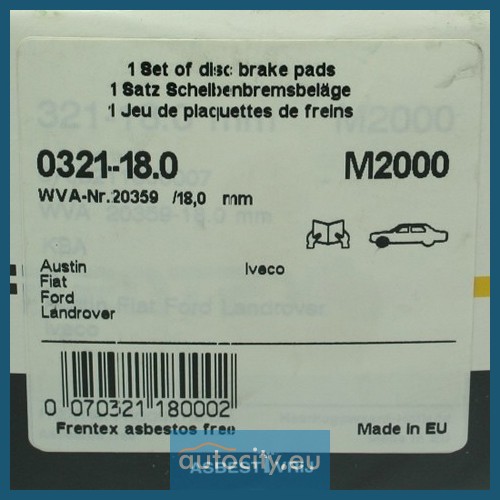 1 Set of disc brake pads
1 Satz Scheibenbremsbeläge
1 Jeu de plaquettes de freins
0321-18.0 M2000
WVA-Nr.20359 /18,0 mm
Austin Iveco
Fiat
Ford
Landrover
0 070321 180002
Frentex asbestos free Made in EU
autocity.eu